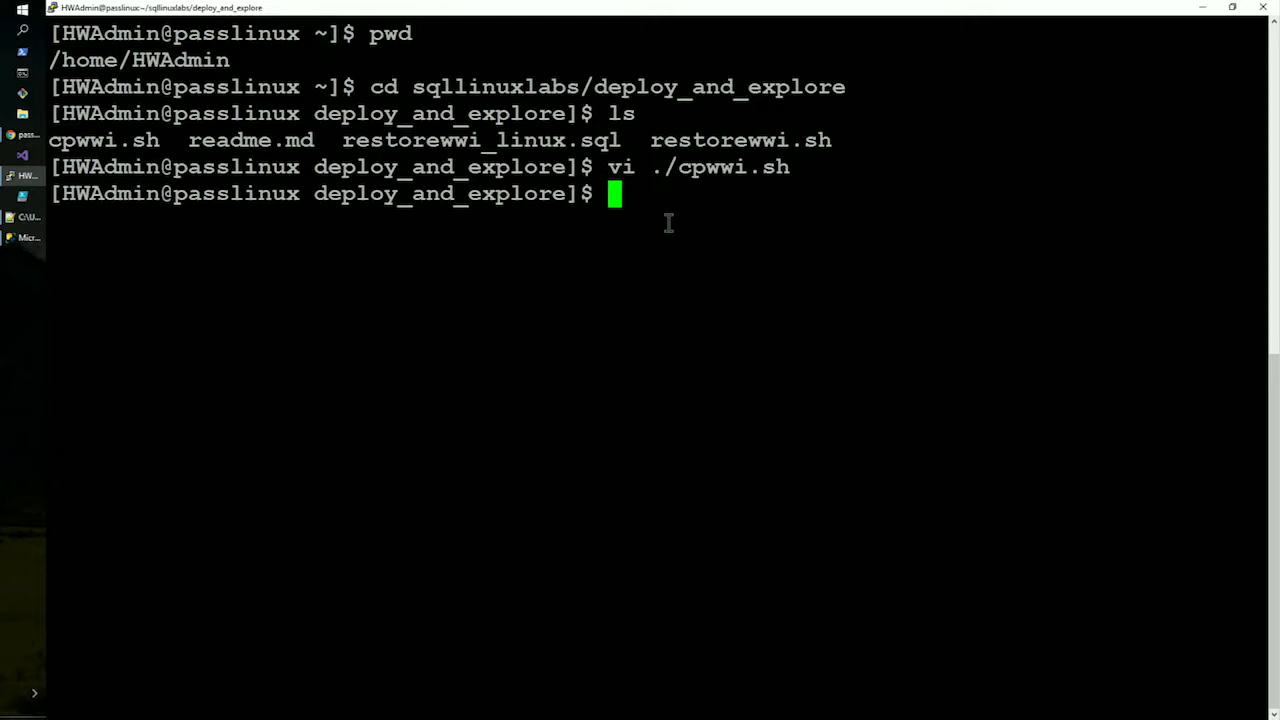 HWAdmin@passlinux:~/sqllinuxlabs/deploy_and_explore
[HWAdmin@passlinux ~]$ pwd
/home/HWAdmin
[HWAdmin@passlinux ~]$ cd sqllinuxlabs/deploy_and_explore
[HWAdmin@passlinux deploy_and_explore]$ ls
cpwwi.sh  readme.md  restorewwi_linux.sql  restorewwi.sh
[HWAdmin@passlinux deploy_and_explore]$ vi ./cpwwi.sh
[HWAdmin@passlinux deploy_and_explore]$
pass...
HW...
C:\U...
Micr...